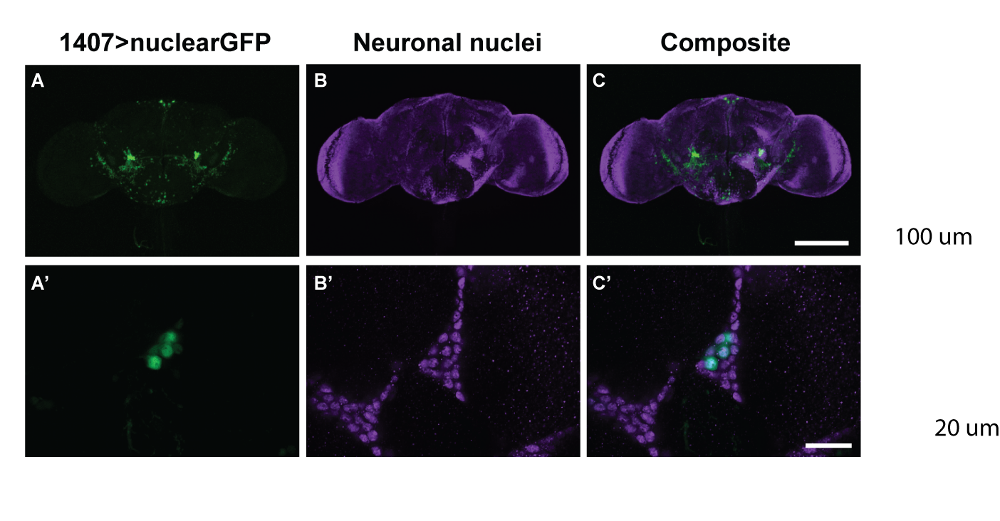 1407>nuclearGFP Neuronal nuclei Composite
A B C
100 um
A’ B’ C’
20 um